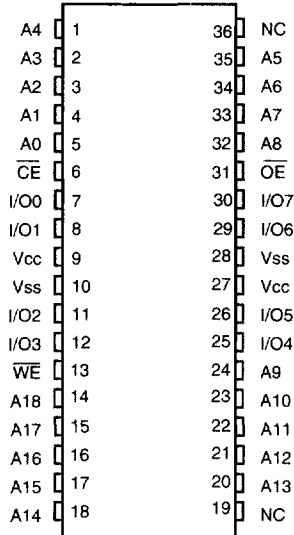 A4 1 36 NC
A3 2 35 A5
A2 3 34 A6
A1 4 33 A7
A0 5 32 A8
C̅E̅ 6 31 O̅E̅
I/O0 7 30 I/O7
I/O1 8 29 I/O6
Vcc 9 28 Vss
Vss 10 27 Vcc
I/O2 11 26 I/O5
I/O3 12 25 I/O4
W̅E̅ 13 24 A9
A18 14 23 A10
A17 15 22 A11
A16 16 21 A12
A15 17 20 A13
A14 18 19 NC